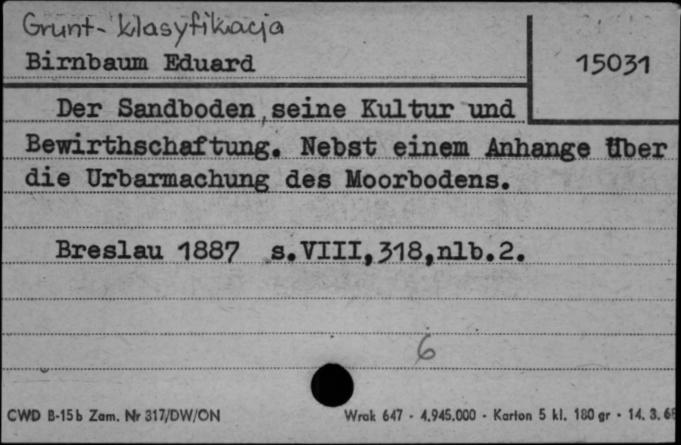 Grunt-klasyfikacja
Birnbaum Eduard
15031
Der Sandboden, seine Kultur und
Bewirthschaftung. Nebst einem Anhange über
die Urbarmachung des Moorbodens.
Breslau 1887 s.VIII,318,nlb.2.
6
CWD B-15b Zam. Nr 317/DW/ON
Wrak 647 - 4.945.000 - Karton 5 kl. 180 gr - 14. 3. 6